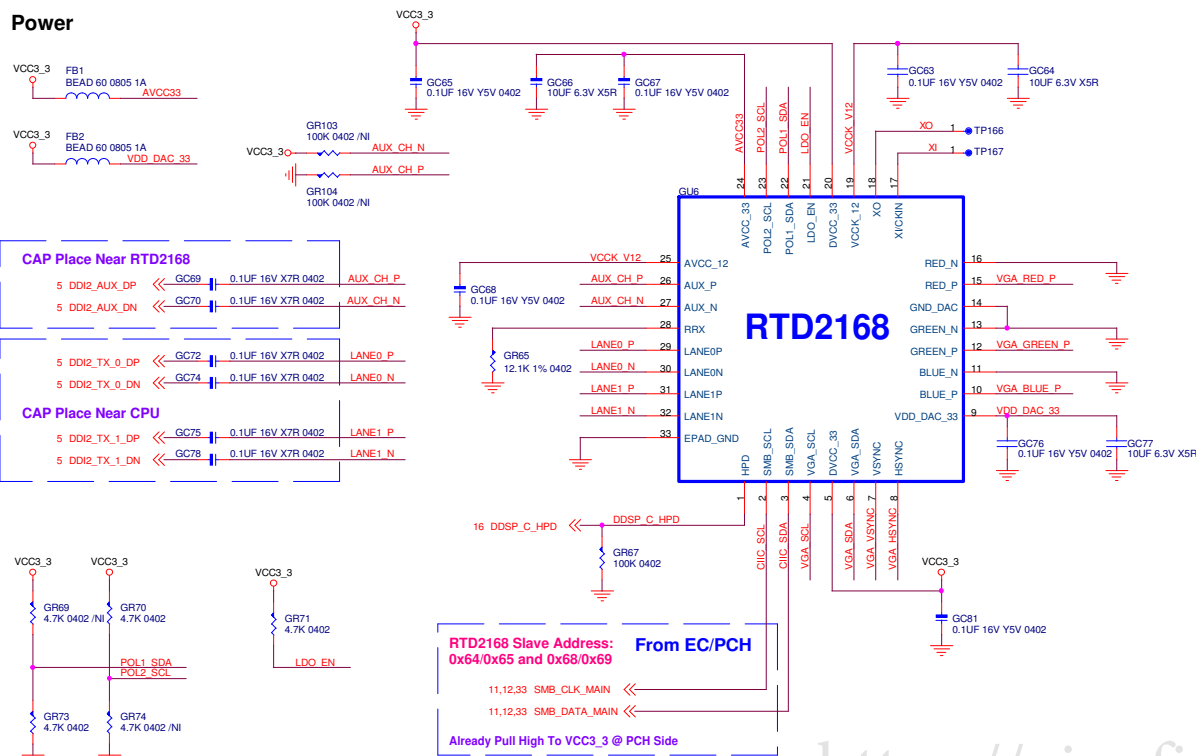 Power
VCC3_3
FB1
BEAD 60 0805 1A
AVCC33
VCC3_3
FB2
BEAD 60 0805 1A
VDD_DAC_33
GR103
100K 0402 /NI
VCC3_3
AUX_CH_N
AUX_CH_P
GR104
100K 0402 /NI
VCC3_3
GC65
0.1UF 16V Y5V 0402
GC66
10UF 6.3V X5R
GC67
0.1UF 16V Y5V 0402
GC63
0.1UF 16V Y5V 0402
GC64
10UF 6.3V X5R
AVCC33
POL2_SCL
POL1_SDA
LDO_EN
VCCK_V12
XO 1 TP166
XI 1 TP167
24
23
22
21
20
19
18
17
GU6
AVCC_33
POL2_SCL
POL1_SDA
LDO_EN
DVCC_33
VCCK_12
XO
XI/CKIN
CAP Place Near RTD2168
5 DDI2_AUX_DP GC69 0.1UF 16V X7R 0402 AUX_CH_P
5 DDI2_AUX_DN GC70 0.1UF 16V X7R 0402 AUX_CH_N
5 DDI2_TX_0_DP GC72 0.1UF 16V X7R 0402 LANE0_P
5 DDI2_TX_0_DN GC74 0.1UF 16V X7R 0402 LANE0_N
CAP Place Near CPU
5 DDI2_TX_1_DP GC75 0.1UF 16V X7R 0402 LANE1_P
5 DDI2_TX_1_DN GC78 0.1UF 16V X7R 0402 LANE1_N
VCCK_V12 25 AVCC_12
GC68
0.1UF 16V Y5V 0402
AUX_CH_P 26 AUX_P
AUX_CH_N 27 AUX_N
28 RRX
GR65
12.1K 1% 0402
LANE0_P 29 LANE0P
LANE0_N 30 LANE0N
LANE1_P 31 LANE1P
LANE1_N 32 LANE1N
33 EPAD_GND
RTD2168
RED_N 16
RED_P 15 VGA_RED_P
GND_DAC 14
GREEN_N 13
GREEN_P 12 VGA_GREEN_P
BLUE_N 11
BLUE_P 10 VGA_BLUE_P
VDD_DAC_33 9 VDD_DAC_33
GC76
0.1UF 16V Y5V 0402
GC77
10UF 6.3V X5R
HPD
SMB_SCL
SMB_SDA
VGA_SCL
DVCC_33
VGA_SDA
VSYNC
HSYNC
1
2
3
4
5
6
7
8
CIIC_SCL
CIIC_SDA
VGA_SCL
VGA_SDA
VGA_VSYNC
VGA_HSYNC
16 DDSP_C_HPD DDSP_C_HPD
GR67
100K 0402
VCC3_3
GC81
0.1UF 16V Y5V 0402
VCC3_3
VCC3_3
GR69
4.7K 0402 /NI
GR70
4.7K 0402
POL1_SDA
POL2_SCL
GR73
4.7K 0402
GR74
4.7K 0402 /NI
VCC3_3
GR71
4.7K 0402
LDO_EN
RTD2168 Slave Address:
0x64/0x65 and 0x68/0x69
From EC/PCH
11,12,33 SMB_CLK_MAIN
11,12,33 SMB_DATA_MAIN
Already Pull High To VCC3_3 @ PCH Side